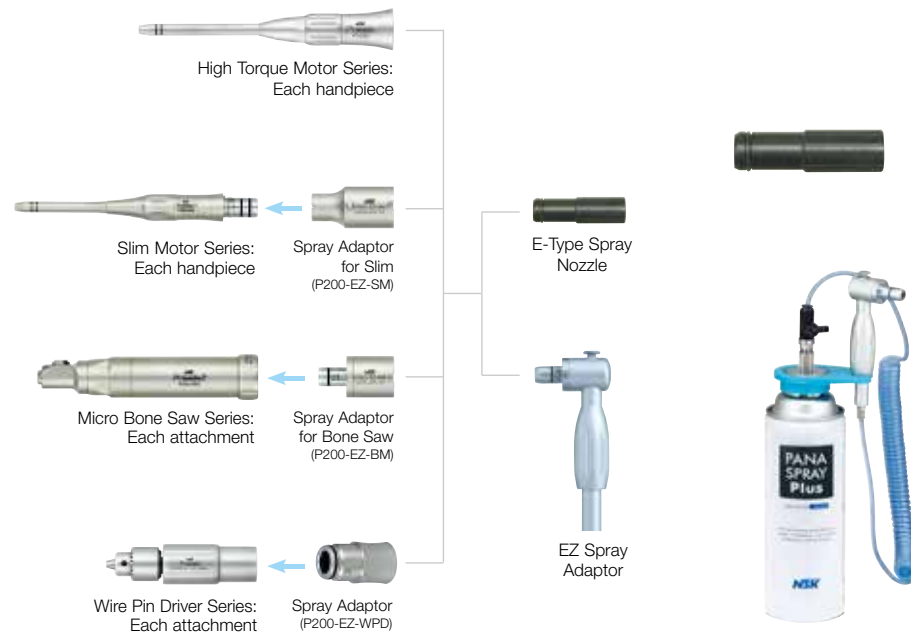 High Torque Motor Series:
Each handpiece
Slim Motor Series:
Each handpiece
Spray Adaptor
for Slim
(P200-EZ-SM)
E-Type Spray
Nozzle
Micro Bone Saw Series:
Each attachment
Spray Adaptor
for Bone Saw
(P200-EZ-BM)
EZ Spray
Adaptor
Wire Pin Driver Series:
Each attachment
Spray Adaptor
(P200-EZ-WPD)
PANA
SPRAY
Plus
NSK